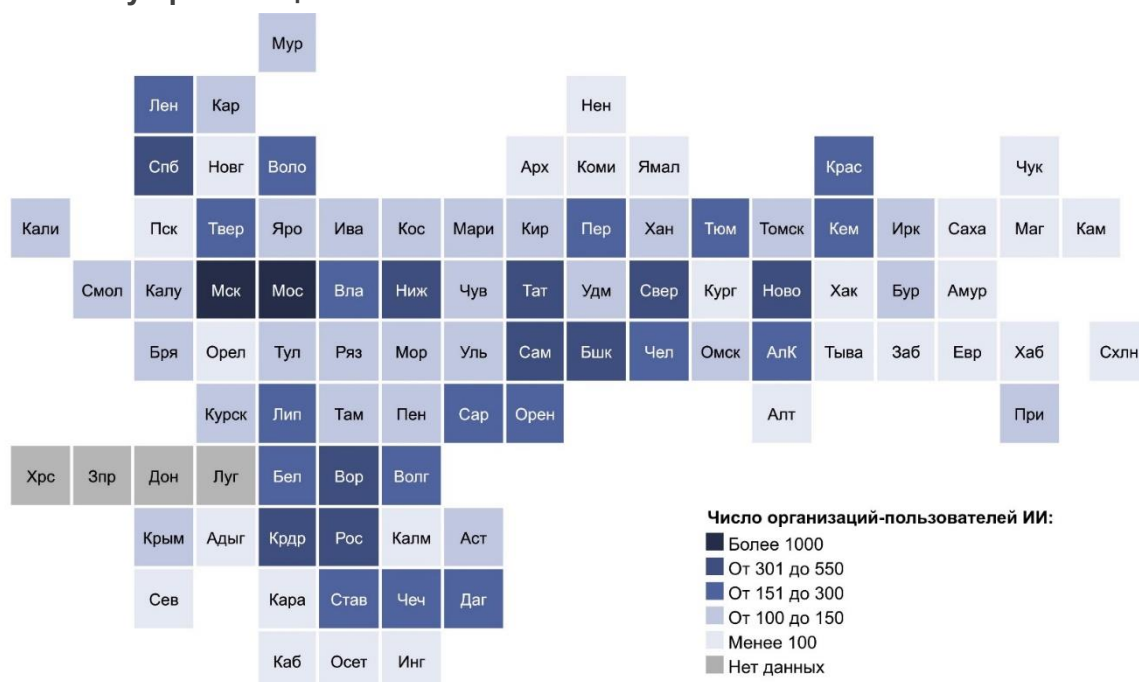 Мур
Лен Кар Нен
Спб Новг Воло Арх Коми Ямал Крас Чук
Кали Пск Твер Яро Ива Кос Мари Кир Пер Хан Тюм Томск Кем Ирк Саха Маг Кам
Смол Калу Мск Мос Вла Ниж Чув Тат Удм Свер Кург Ново Хак Бур Амур
Бря Орел Тул Ряз Мор Уль Сам Бшк Чел Омск АлК Тыва Заб Евр Хаб Схлн
Курск Лип Там Пен Сар Орен Алт При
Хрс Зпр Дон Луг Бел Вор Волг
Крым Адыг Крдр Рос Калм Аст
Сев Кара Став Чеч Даг
Каб Осет Инг
Число организаций-пользователей ИИ:
Более 1000
От 301 до 550
От 151 до 300
От 100 до 150
Менее 100
Нет данных